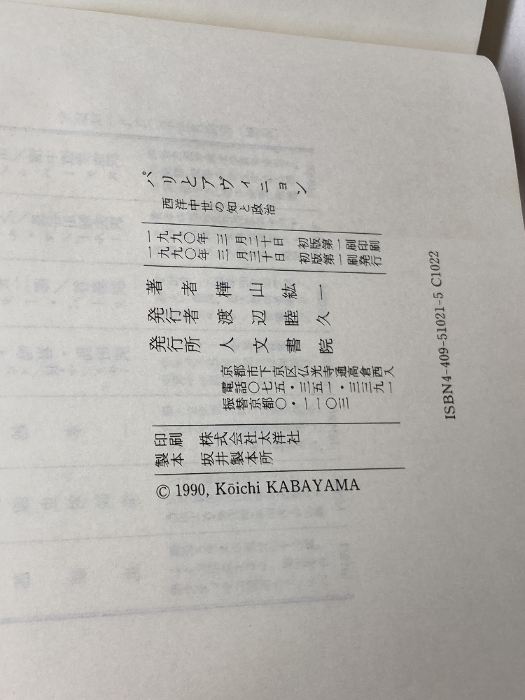 パリとアヴィニョン
西洋中世の知と政治
一九九〇年 三月二十日 初版第一刷印刷
一九九〇年 三月三十日 初版第一刷発行
著者 樺山紘一
発行者 渡辺睦久
発行所 人文書院
京都市下京区仏光寺通高倉西入
電話〇七五・三五一・三三九一
振替京都〇・一一〇三
印刷 株式会社太洋社
製本 坂井製本所
© 1990, Kōichi KABAYAMA
ISBN4-409-51021-5 C1022